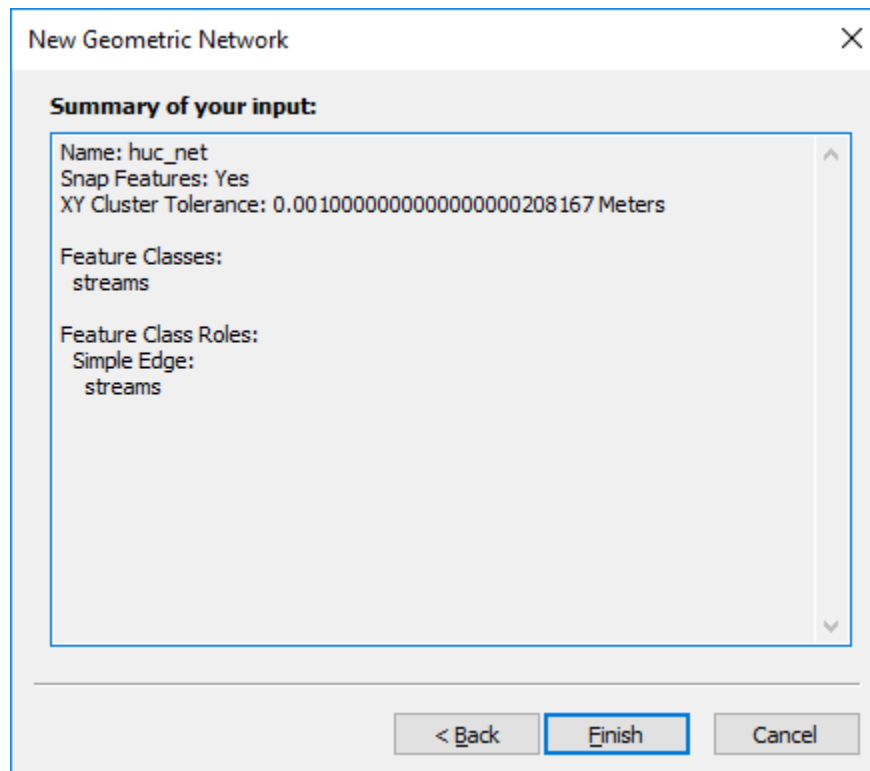 New Geometric Network
Summary of your input:
Name: huc_net
Snap Features: Yes
XY Cluster Tolerance: 0.0010000000000000000208167 Meters
Feature Classes:
streams
Feature Class Roles:
Simple Edge:
streams
< Back
Finish
Cancel